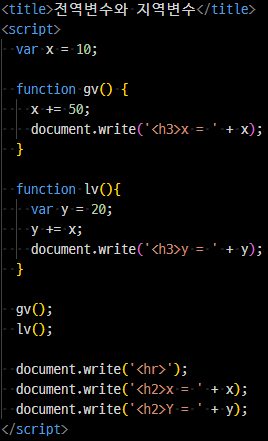 <title>전역변수와 지역변수</title>
<script>
  var x = 10;

  function gv() {
    x += 50;
    document.write('<h3>x = ' + x);
  }

  function lv(){
    var y = 20;
    y += x;
    document.write('<h3>y = ' + y);
  }

  gv();
  lv();

  document.write('<hr>');
  document.write('<h2>x = ' + x);
  document.write('<h2>Y = ' + y);
</script>